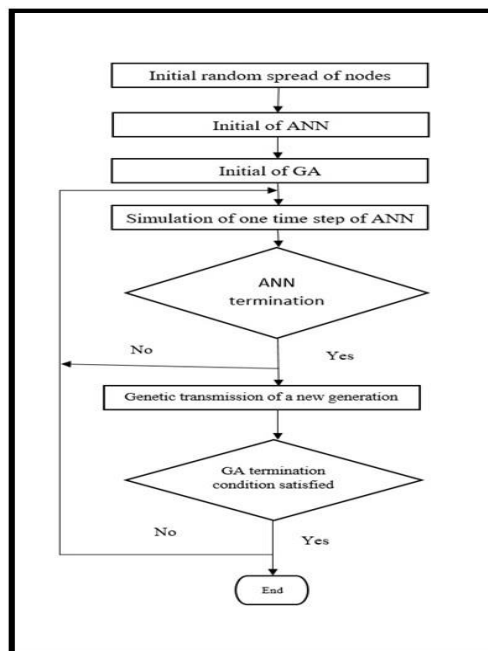 Initial random spread of nodes
Initial of ANN
Initial of GA
Simulation of one time step of ANN
ANN
termination
No
Yes
Genetic transmission of a new generation
GA termination
condition satisfied
No
Yes
End